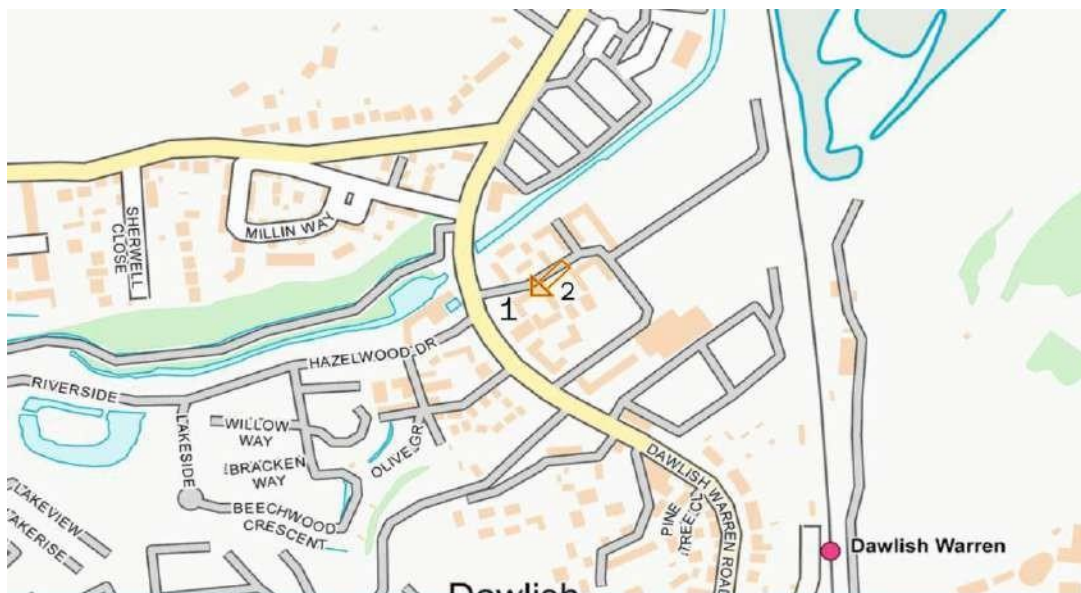 SHERWELL
CLOSE
MILLIN WAY
1
2
HAZELWOOD DR
RIVERSIDE
LAKESIDE
WILLOW
WAY
BRACKEN
WAY
OLIVE GR
BEECHWOOD
CRESCENT
LAKEVIEW
LAKERISE
DAWLISH WARREN ROAD
PINE
TREE CL
Dawlish Warren
Dawlish